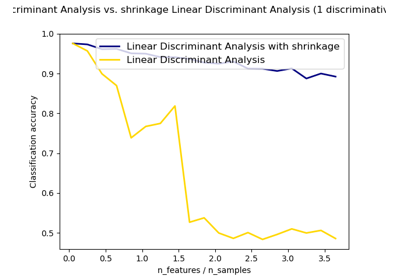 criminant Analysis vs. shrinkage Linear Discriminant Analysis (1 discriminativ
1.0
0.9
0.8
0.7
0.6
0.5
Classification accuracy
Linear Discriminant Analysis with shrinkage
Linear Discriminant Analysis
0.0 0.5 1.0 1.5 2.0 2.5 3.0 3.5
n_features / n_samples